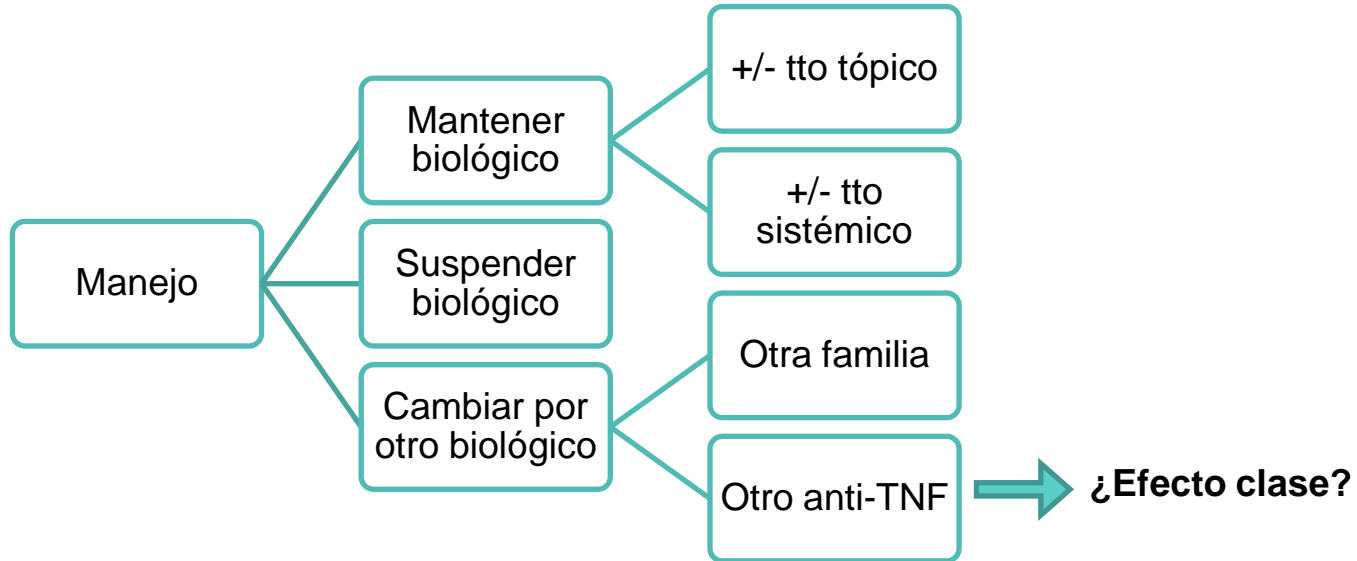 +/- tto tópico
Mantener
biológico
+/- tto
sistémico
Manejo
Suspender
biológico
Otra familia
Cambiar por
otro biológico
Otro anti-TNF
¿Efecto clase?